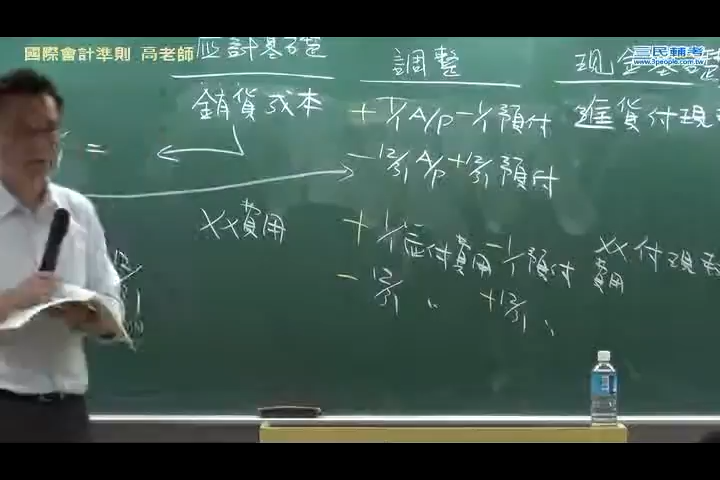 國際會計準則 高老師
三民輔考
www.3people.com.tw
應計基礎 調整 現金基礎
銷貨成本 + 1/1 A/P - 1/1 預付 進貨付現
- 12/31 A/P + 12/31 預付
=
XX費用 + 1/1 應付費用 - 1/1 預付 XX費用付現
- 12/31 〃 + 12/31 〃